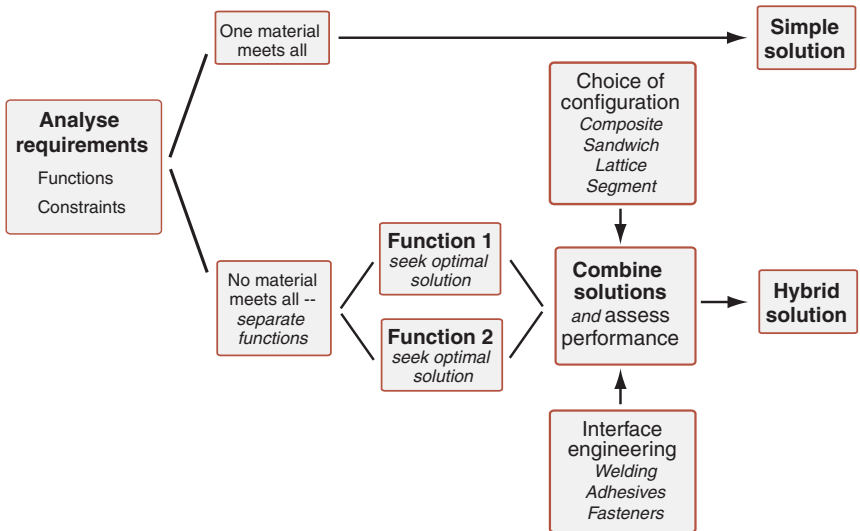 One material
meets all
Simple
solution
Analyse
requirements
Functions
Constraints
Choice of
configuration
Composite
Sandwich
Lattice
Segment
No material
meets all --
separate
functions
Function 1
seek optimal
solution
Function 2
seek optimal
solution
Combine
solutions
and assess
performance
Hybrid
solution
Interface
engineering
Welding
Adhesives
Fasteners